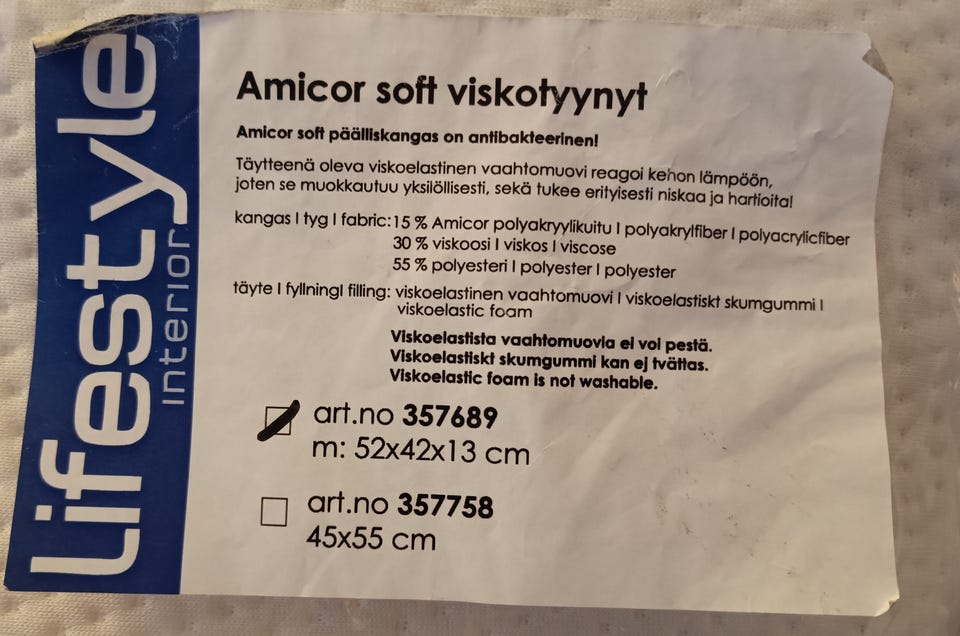 Lifestyle
Interior
Amicor soft viskotyynyt
Amicor soft päälliskangas on antibakteerinen!
Täytteenä oleva viskoelastinen vaahtomuovi reagoi kehon lämpöön,
joten se muokkautuu yksilöllisesti, sekä tukee erityisesti niskaa ja hartioita!
kangas I tyg I fabric: 15 % Amicor polyakryylikuitu I polyakrylfiber I polyacrylicfiber
30 % viskoosi I viskos I viscose
55 % polyesteri I polyester I polyester
täyte I fyllningI filling: viskoelastinen vaahtomuovi I viskoelastiskt skumgummi I
viskoelastic foam
Viskoelastista vaahtomuovia ei voi pestä.
Viskoelastiskt skumgummi kan ej tvättas.
Viskoelastic foam is not washable.
art.no 357689
m: 52x42x13 cm
art.no 357758
45x55 cm